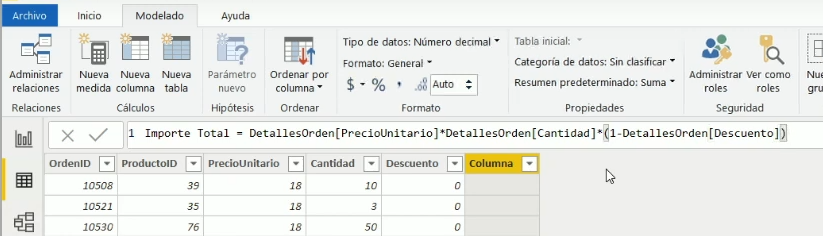 Archivo Inicio Modelado Ayuda
Administrar relaciones
Nueva medida
Nueva columna
Nueva tabla
Parámetro nuevo
Ordenar por columna
Tipo de datos: Número decimal
Formato: General
$ % , .00 Auto
Tabla inicial:
Categoría de datos: Sin clasificar
Resumen predeterminado: Suma
Administrar roles
Ver como roles
Relaciones Cálculos Hipótesis Ordenar Formato Propiedades Seguridad
1 Importe Total = DetallesOrden[PrecioUnitario]*DetallesOrden[Cantidad]*(1-DetallesOrden[Descuento])
OrdenID ProductoID PrecioUnitario Cantidad Descuento Columna
10508 39 18 10 0
10521 35 18 3 0
10530 76 18 50 0